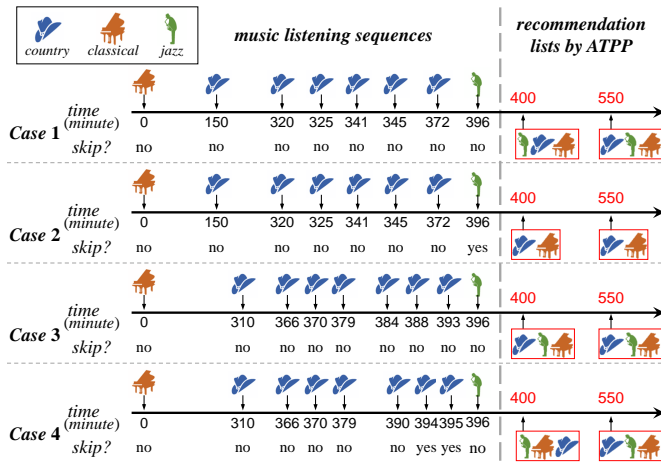 music listening sequences
recommendation
lists by ATPP
country classical jazz
400 550
time
(minute) 0 150 320 325 341 345 372 396
Case 1
skip? no no no no no no no no
400 550
time
(minute) 0 150 320 325 341 345 372 396
Case 2
skip? no no no no no no no yes
400 550
time
(minute) 0 310 366 370 379 384 388 393 396
Case 3
skip? no no no no no no no no no
400 550
time
(minute) 0 310 366 370 379 390 394 395 396
Case 4
skip? no no no no no no yes yes no